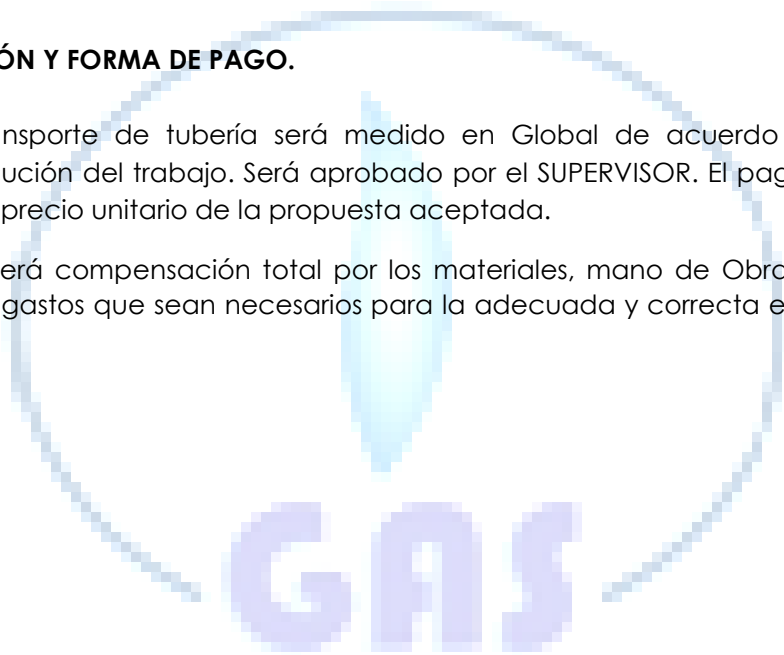 ÓN Y FORMA DE PAGO.
nsporte de tubería será medido en Global de acuerdo
ución del trabajo. Será aprobado por el SUPERVISOR. El pag
precio unitario de la propuesta aceptada.
erá compensación total por los materiales, mano de Obra
gastos que sean necesarios para la adecuada y correcta e
GAS